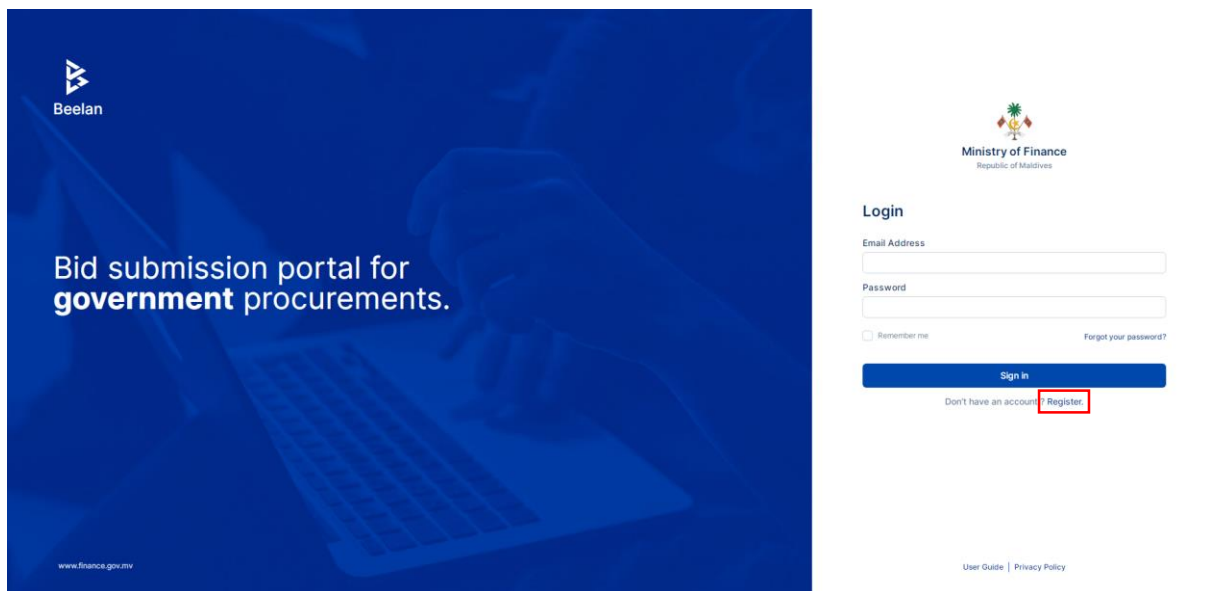 Beelan
Bid submission portal for
government procurements.
www.finance.gov.mv
Ministry of Finance
Republic of Maldives
Login
Email Address
Password
Remember me
Forgot your password?
Sign in
Don't have an account? Register.
User Guide | Privacy Policy